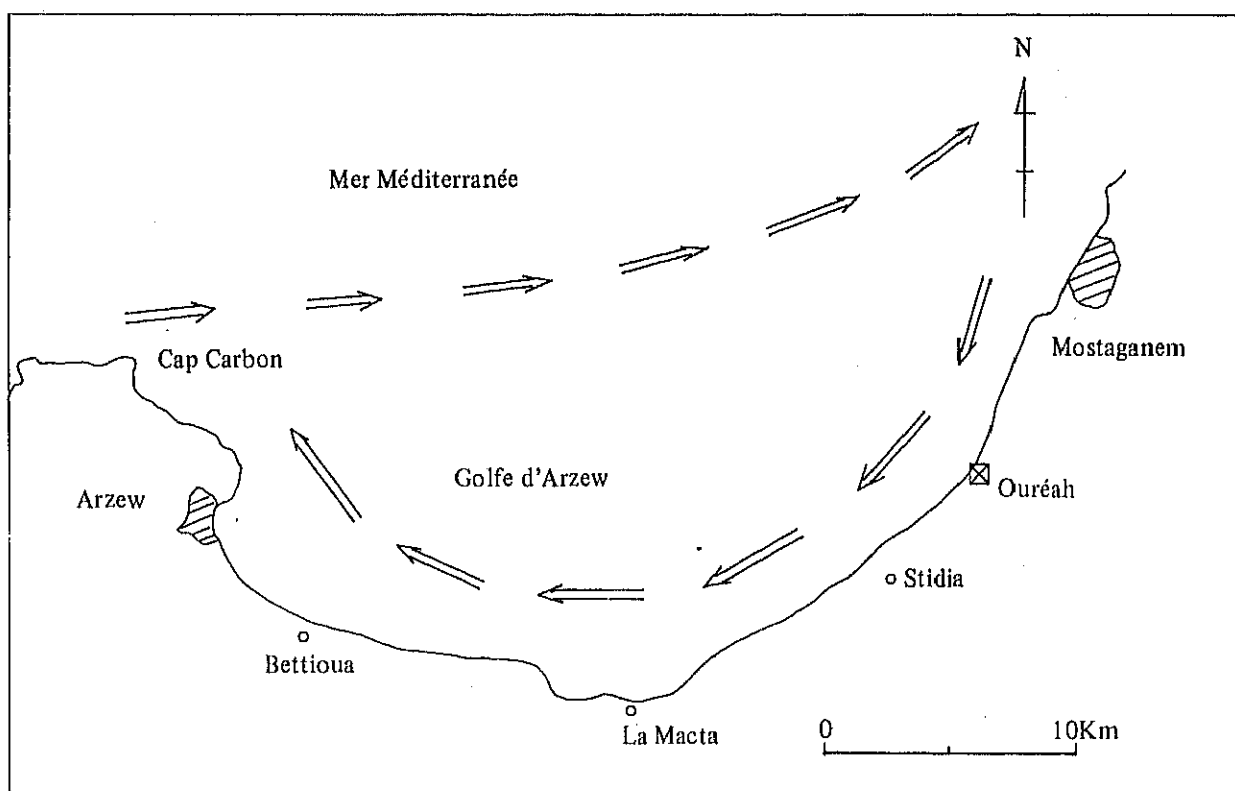 N
Mer Méditerranée
Cap Carbon
Mostaganem
Golfe d'Arzew
Arzew
Ouréah
Stidia
Bettioua
La Macta
0 10Km